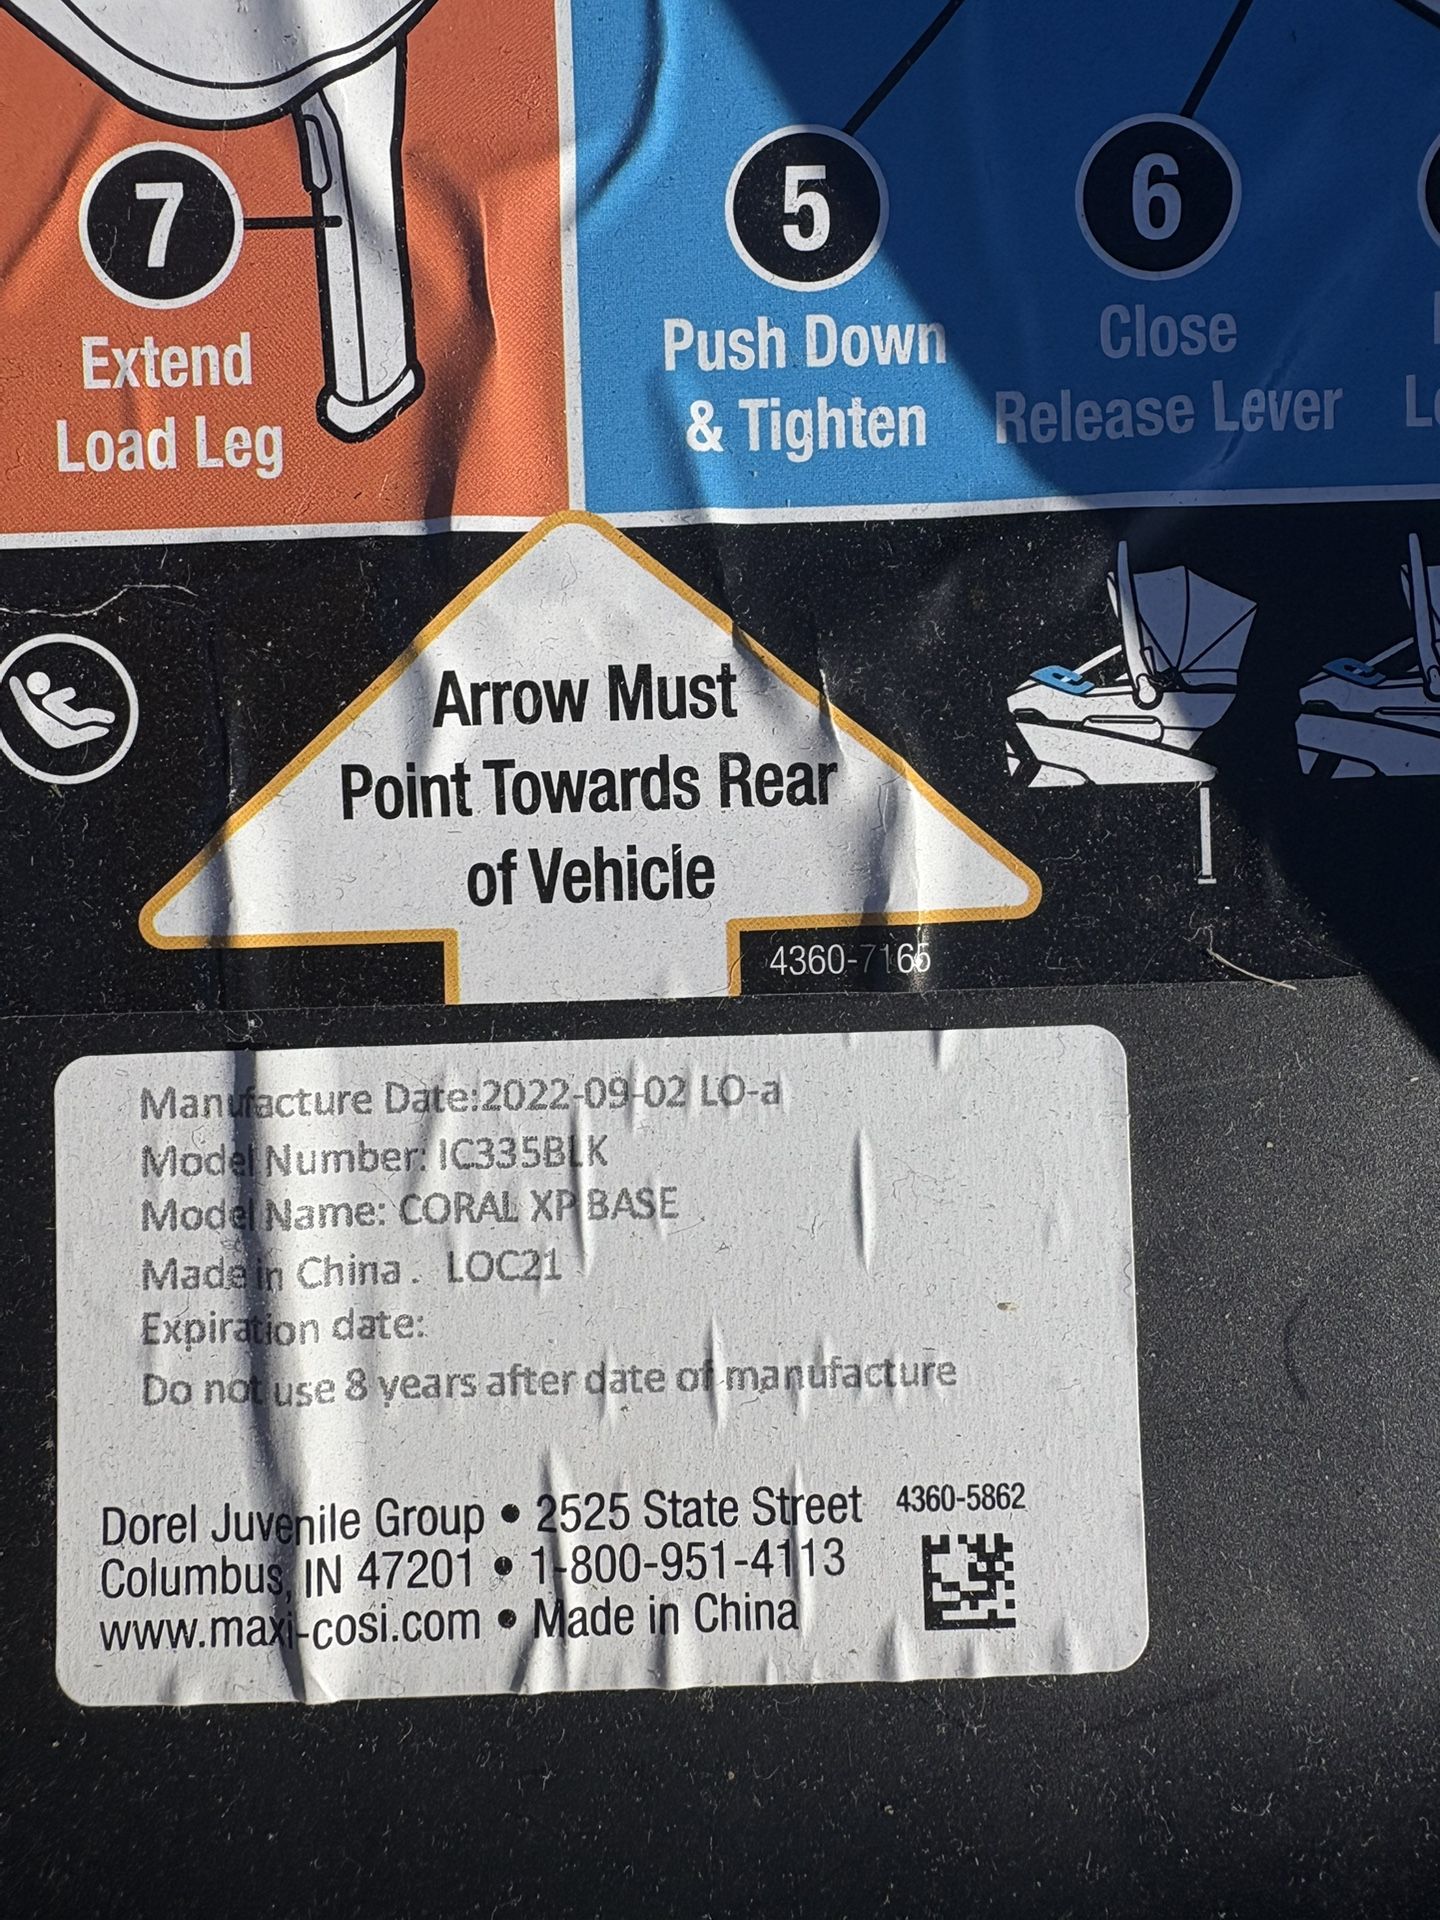 7
Extend
Load Leg
5
Push Down
& Tighten
6
Close
Release Lever
Arrow Must
Point Towards Rear
of Vehicle
4360-7165
Manufacture Date:2022-09-02 LO-a
Model Number: IC335BLK
Model Name: CORAL XP BASE
Made in China . LOC21
Expiration date:
Do not use 8 years after date of manufacture
Dorel Juvenile Group • 2525 State Street 4360-5862
Columbus, IN 47201 • 1-800-951-4113
www.maxi-cosi.com • Made in China